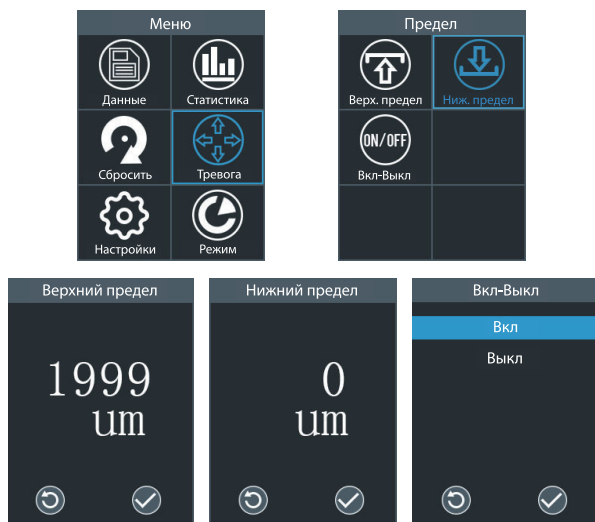 Меню
Данные
Статистика
Сбросить
Тревога
Настройки
Режим
Предел
Верх. предел
Ниж. предел
ON/OFF
Вкл-Выкл
Верхний предел
1999
um
Нижний предел
0
um
Вкл-Выкл
Вкл
Выкл